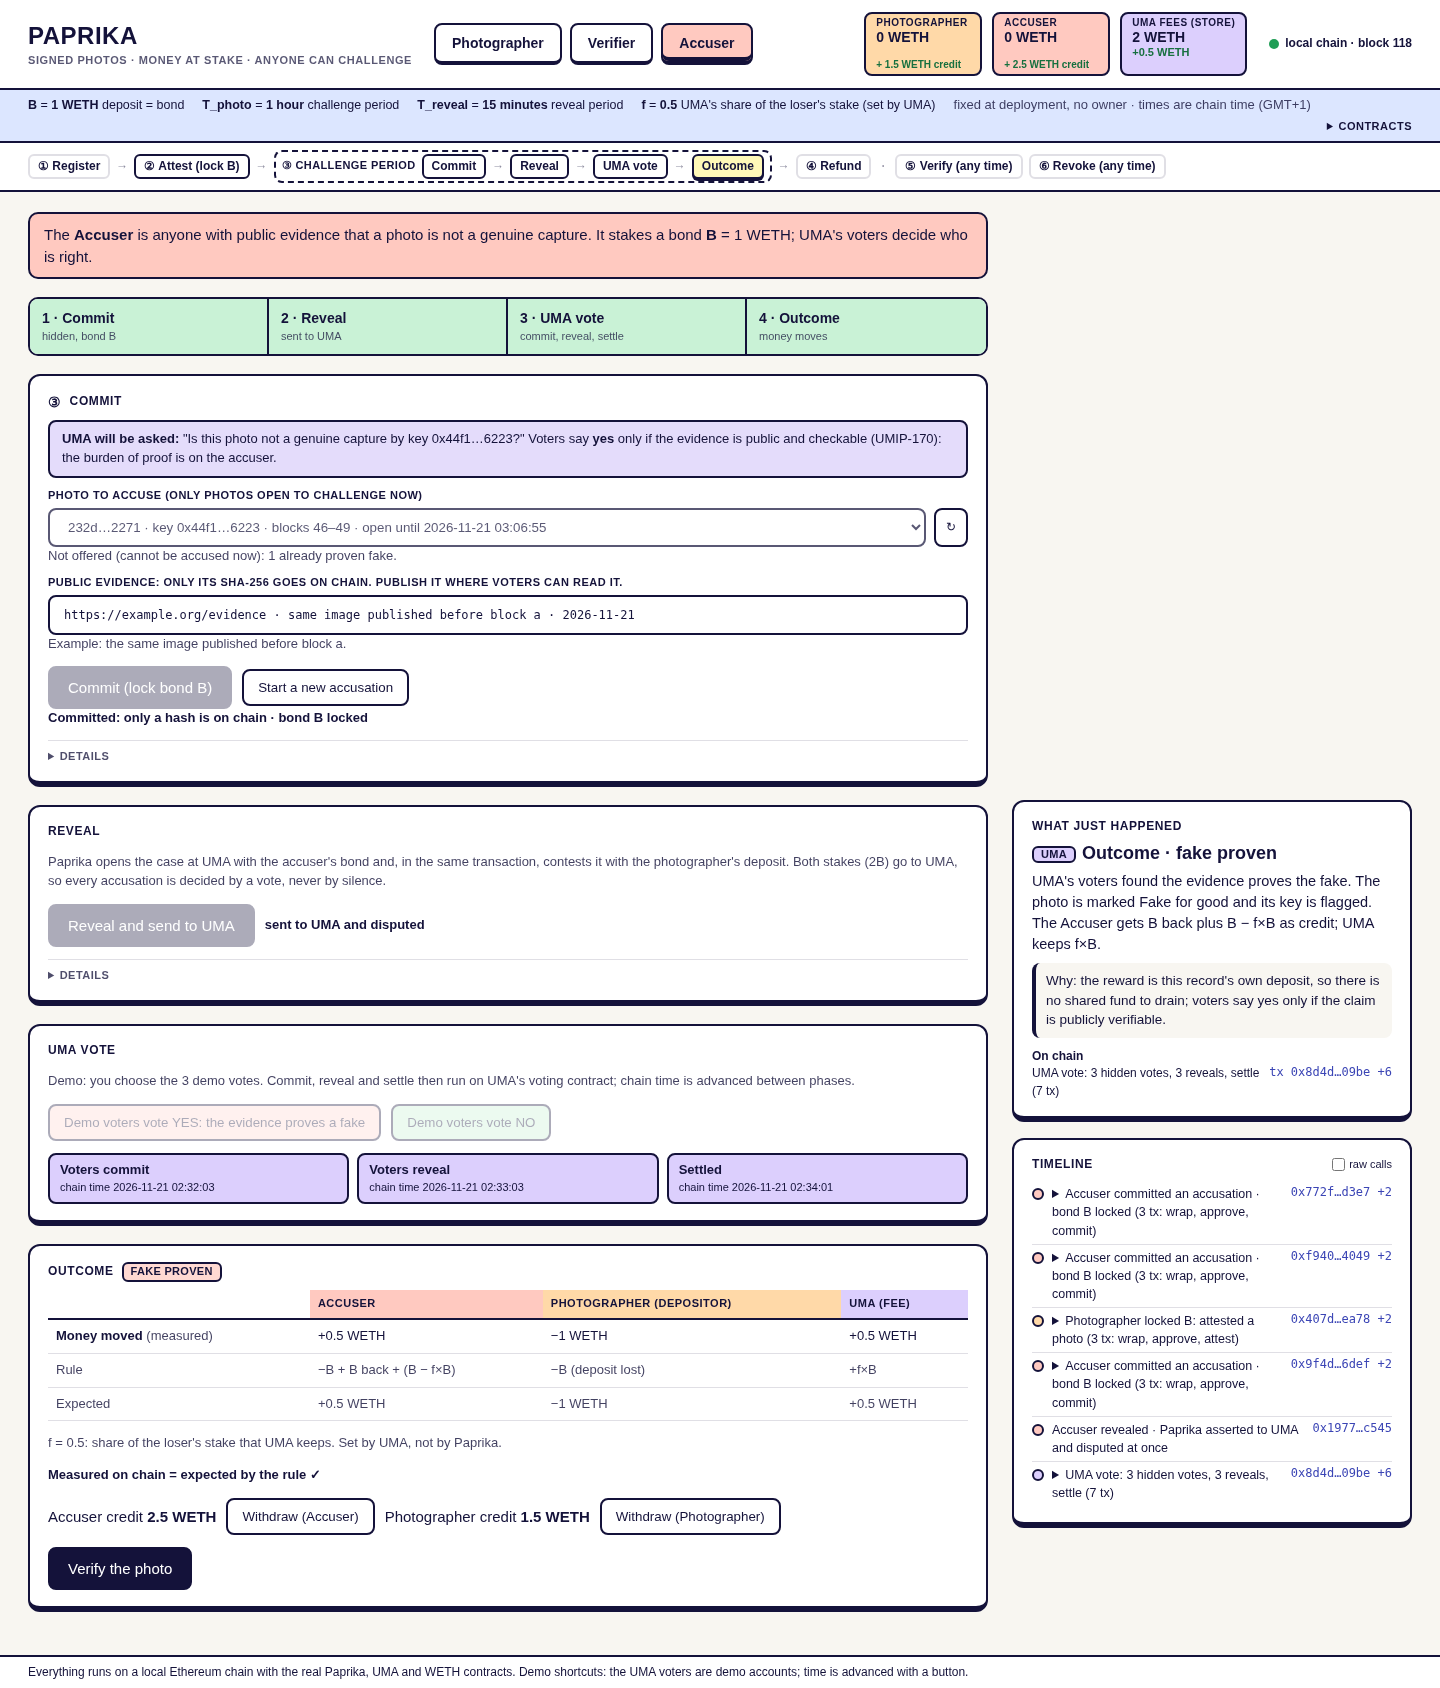 PAPRIKA
SIGNED PHOTOS · MONEY AT STAKE · ANYONE CAN CHALLENGE
Photographer
Verifier
Accuser
PHOTOGRAPHER
0 WETH
+ 1.5 WETH credit
ACCUSER
0 WETH
+ 2.5 WETH credit
UMA FEES (STORE)
2 WETH
+0.5 WETH
local chain · block 118
B = 1 WETH deposit = bond T_photo = 1 hour challenge period T_reveal = 15 minutes reveal period f = 0.5 UMA's share of the loser's stake (set by UMA) fixed at deployment, no owner · times are chain time (GMT+1)
▶ CONTRACTS
① Register → ② Attest (lock B) → ③ CHALLENGE PERIOD Commit → Reveal → UMA vote → Outcome → ④ Refund · ⑤ Verify (any time) ⑥ Revoke (any time)
The Accuser is anyone with public evidence that a photo is not a genuine capture. It stakes a bond B = 1 WETH; UMA's voters decide who
is right.
1 · Commit
hidden, bond B
2 · Reveal
sent to UMA
3 · UMA vote
commit, reveal, settle
4 · Outcome
money moves
③ COMMIT
UMA will be asked: "Is this photo not a genuine capture by key 0x44f1…6223?" Voters say yes only if the evidence is public and checkable (UMIP-170):
the burden of proof is on the accuser.
PHOTO TO ACCUSE (ONLY PHOTOS OPEN TO CHALLENGE NOW)
232d…2271 · key 0x44f1…6223 · blocks 46–49 · open until 2026-11-21 03:06:55
↻
Not offered (cannot be accused now): 1 already proven fake.
PUBLIC EVIDENCE: ONLY ITS SHA-256 GOES ON CHAIN. PUBLISH IT WHERE VOTERS CAN READ IT.
https://example.org/evidence · same image published before block a · 2026-11-21
Example: the same image published before block a.
Commit (lock bond B)
Start a new accusation
Committed: only a hash is on chain · bond B locked
▶ DETAILS
REVEAL
Paprika opens the case at UMA with the accuser's bond and, in the same transaction, contests it with the photographer's deposit. Both stakes (2B) go to UMA,
so every accusation is decided by a vote, never by silence.
Reveal and send to UMA
sent to UMA and disputed
▶ DETAILS
UMA VOTE
Demo: you choose the 3 demo votes. Commit, reveal and settle then run on UMA's voting contract; chain time is advanced between phases.
Demo voters vote YES: the evidence proves a fake
Demo voters vote NO
Voters commit
chain time 2026-11-21 02:32:03
Voters reveal
chain time 2026-11-21 02:33:03
Settled
chain time 2026-11-21 02:34:01
OUTCOME FAKE PROVEN
ACCUSER PHOTOGRAPHER (DEPOSITOR) UMA (FEE)
Money moved (measured) +0.5 WETH −1 WETH +0.5 WETH
Rule −B + B back + (B − f×B) −B (deposit lost) +f×B
Expected +0.5 WETH −1 WETH +0.5 WETH
f = 0.5: share of the loser's stake that UMA keeps. Set by UMA, not by Paprika.
Measured on chain = expected by the rule ✓
Accuser credit 2.5 WETH Withdraw (Accuser) Photographer credit 1.5 WETH Withdraw (Photographer)
Verify the photo
WHAT JUST HAPPENED
UMA Outcome · fake proven
UMA's voters found the evidence proves the fake. The
photo is marked Fake for good and its key is flagged.
The Accuser gets B back plus B − f×B as credit; UMA
keeps f×B.
Why: the reward is this record's own deposit, so there is
no shared fund to drain; voters say yes only if the claim
is publicly verifiable.
On chain
UMA vote: 3 hidden votes, 3 reveals, settle tx 0x8d4d…09be +6
(7 tx)
TIMELINE
raw calls
▶ Accuser committed an accusation · 0x772f…d3e7 +2
bond B locked (3 tx: wrap, approve,
commit)
▶ Accuser committed an accusation · 0xf940…4049 +2
bond B locked (3 tx: wrap, approve,
commit)
▶ Photographer locked B: attested a 0x407d…ea78 +2
photo (3 tx: wrap, approve, attest)
▶ Accuser committed an accusation · 0x9f4d…6def +2
bond B locked (3 tx: wrap, approve,
commit)
Accuser revealed · Paprika asserted to UMA 0x1977…c545
and disputed at once
▶ UMA vote: 3 hidden votes, 3 reveals, 0x8d4d…09be +6
settle (7 tx)
Everything runs on a local Ethereum chain with the real Paprika, UMA and WETH contracts. Demo shortcuts: the UMA voters are demo accounts; time is advanced with a button.